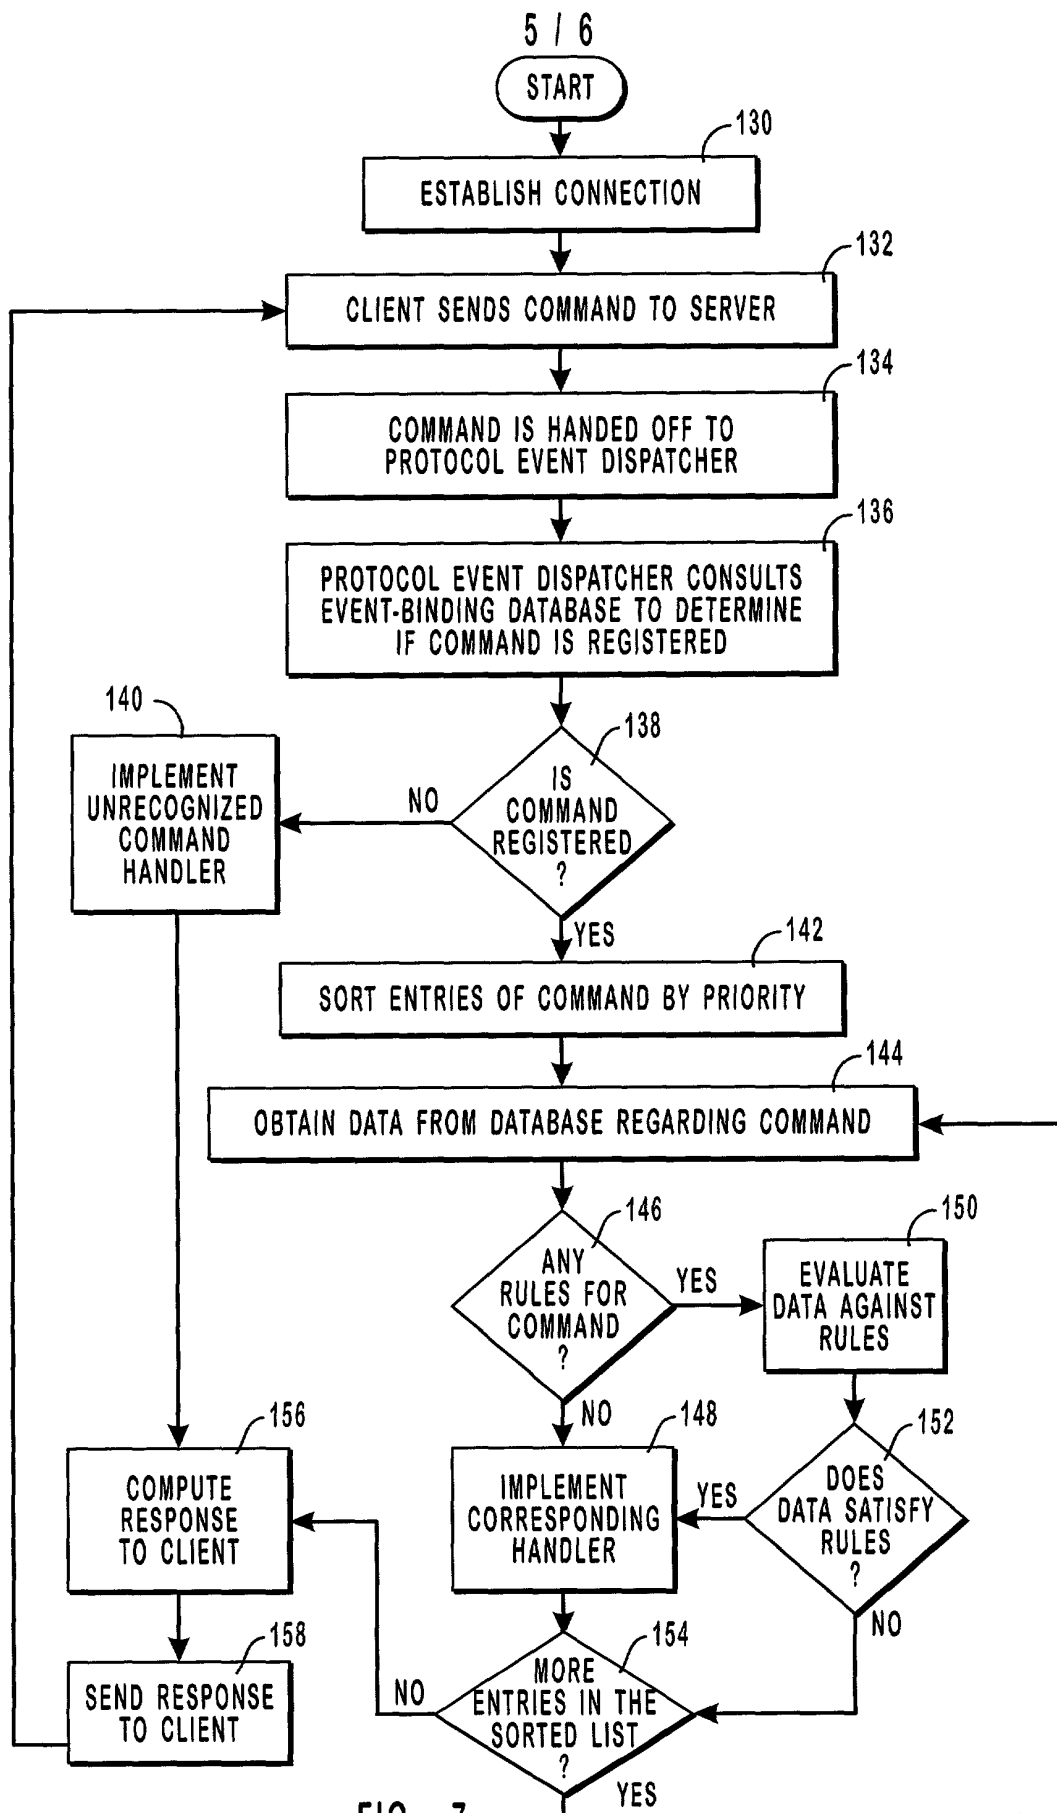 5 / 6
START
130
ESTABLISH CONNECTION
132
CLIENT SENDS COMMAND TO SERVER
134
COMMAND IS HANDED OFF TO
PROTOCOL EVENT DISPATCHER
136
PROTOCOL EVENT DISPATCHER CONSULTS
EVENT-BINDING DATABASE TO DETERMINE
IF COMMAND IS REGISTERED
138
IS
COMMAND
REGISTERED
?
NO
140
IMPLEMENT
UNRECOGNIZED
COMMAND
HANDLER
YES
142
SORT ENTRIES OF COMMAND BY PRIORITY
144
OBTAIN DATA FROM DATABASE REGARDING COMMAND
146
ANY
RULES FOR
COMMAND
?
YES
150
EVALUATE
DATA AGAINST
RULES
NO
148
IMPLEMENT
CORRESPONDING
HANDLER
YES
152
DOES
DATA SATISFY
RULES
?
NO
156
COMPUTE
RESPONSE
TO CLIENT
154
MORE
ENTRIES IN THE
SORTED LIST
?
NO
YES
158
SEND RESPONSE
TO CLIENT
FIG. 7